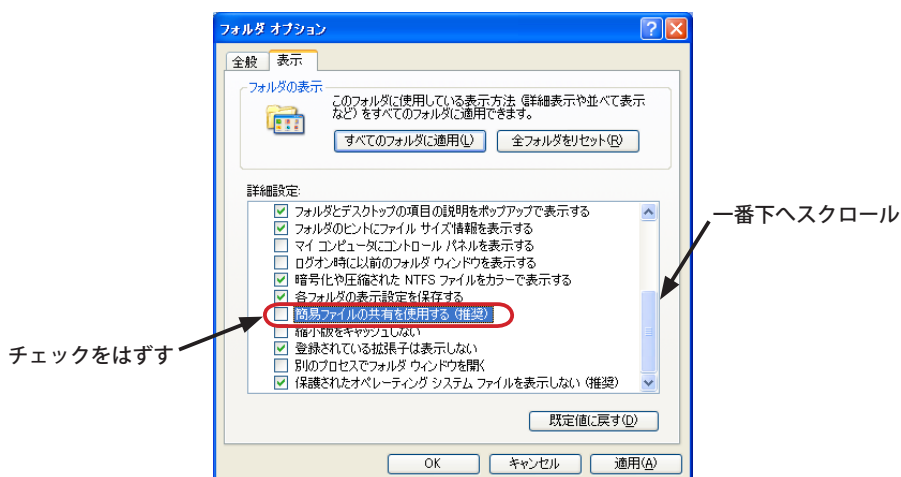 フォルダ オプション
全般
表示
フォルダの表示
このフォルダに使用している表示方法 (詳細表示や並べて表示
など) をすべてのフォルダに適用できます。
すべてのフォルダに適用(L)
全フォルダをリセット(R)
詳細設定:
フォルダとデスクトップの項目の説明をポップアップで表示する
フォルダのヒントにファイル サイズ情報を表示する
マイ コンピュータにコントロール パネルを表示する
ログオン時に以前のフォルダ ウィンドウを表示する
暗号化や圧縮された NTFS ファイルをカラーで表示する
各フォルダの表示設定を保存する
簡易ファイルの共有を使用する (推奨)
縮小版をキャッシュしない
登録されている拡張子は表示しない
別のプロセスでフォルダ ウィンドウを開く
保護されたオペレーティング システム ファイルを表示しない (推奨)
一番下へスクロール
チェックをはずす
既定値に戻す(D)
OK
キャンセル
適用(A)